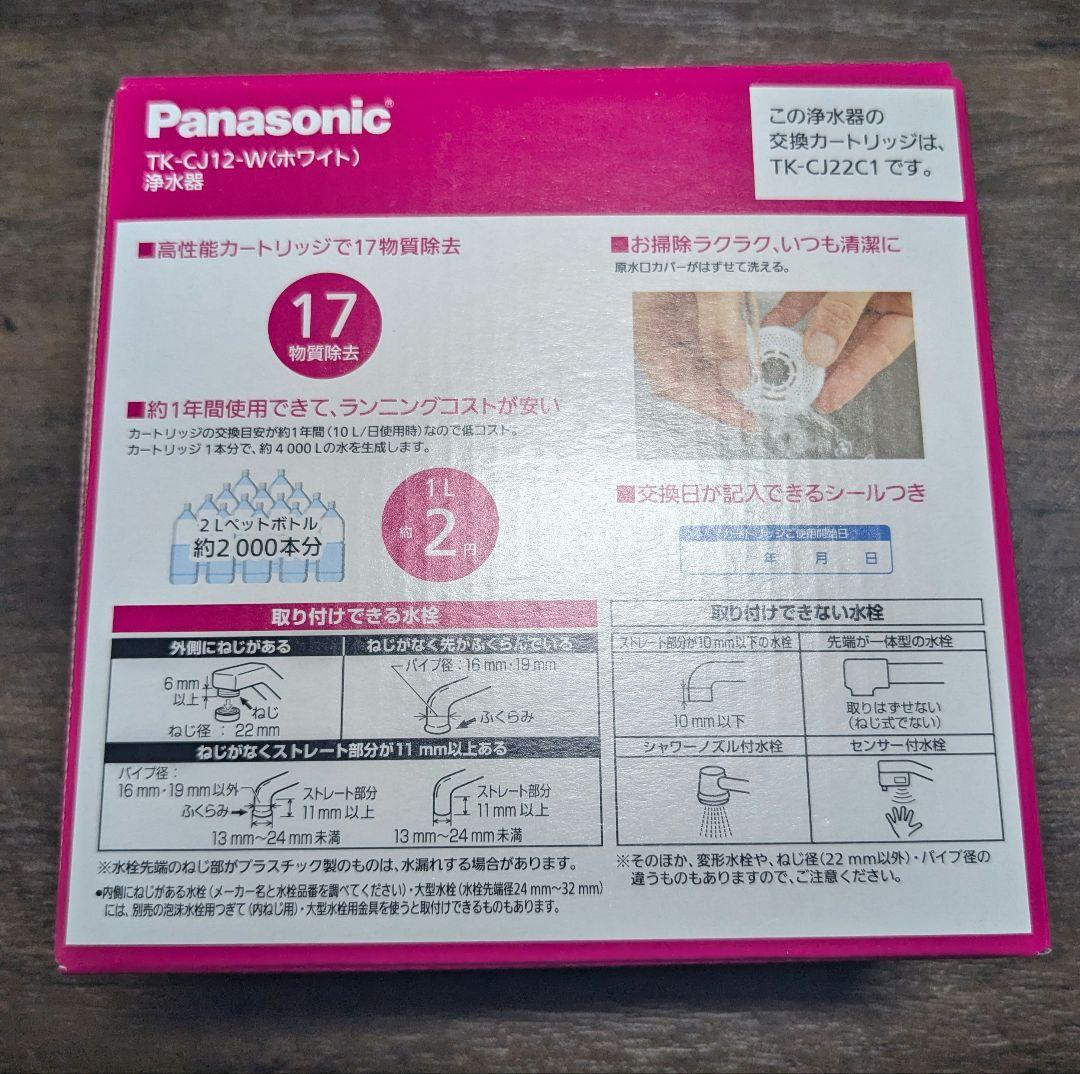 Panasonic®
TK-CJ12-W(ホワイト)
浄水器
この浄水器の
交換カートリッジは、
TK-CJ22C1 です。
■高性能カートリッジで17物質除去
17
物質除去
■約1年間使用できて、ランニングコストが安い
カートリッジの交換目安が約1年間(10 L/日使用時)なので低コスト。
カートリッジ 1本分で、約 4 000 Lの水を生成します。
2 Lペットボトル
約2 000本分
1 L
約2円
■お掃除ラクラク、いつも清潔に
原水口カバーがはずせて洗える。
■交換日が記入できるシールつき
カートリッジご使用開始日
年 月 日
取り付けできる水栓
外側にねじがある
6 mm
以上
ねじ
ねじ径 : 22 mm
ねじがなく先がふくらんでいる
パイプ径:16 mm・19 mm
ふくらみ
ねじがなくストレート部分が11 mm以上ある
パイプ径:
16 mm・19 mm 以外
ふくらみ
ストレート部分
11 mm 以上
13 mm~24 mm 未満
ストレート部分
11 mm 以上
13 mm~24 mm 未満
※水栓先端のねじ部がプラスチック製のものは、水漏れする場合があります。
●内側にねじがある水栓(メーカー名と水栓品番を調べてください)・大型水栓(水栓先端径24 mm~32 mm)
には、別売の泡沫水栓用つぎて(内ねじ用)・大型水栓用金具を使うと取付けできるものもあります。
取り付けできない水栓
ストレート部分が10 mm以下の水栓
10 mm 以下
先端が一体型の水栓
取りはずせない
(ねじ式でない)
シャワーノズル付水栓
センサー付水栓
※そのほか、変形水栓や、ねじ径(22 mm以外)・パイプ径の
違うものもありますので、ご注意ください。